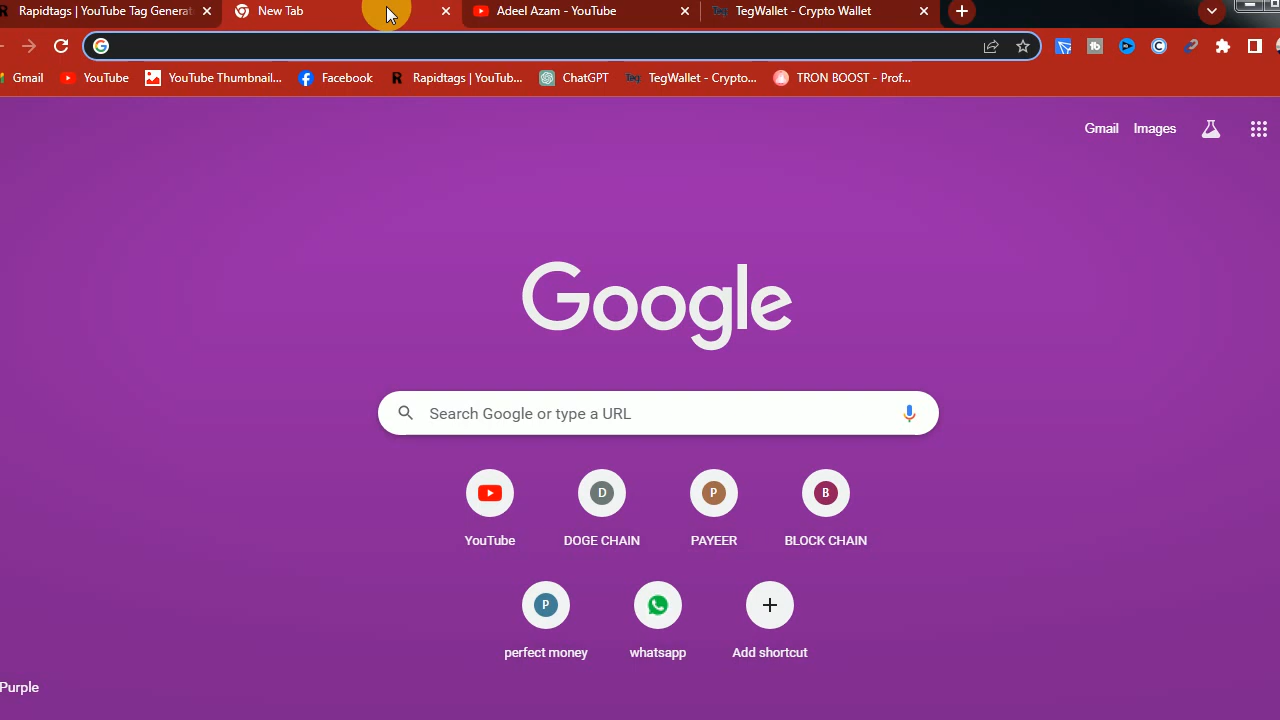 Rapidtags | YouTube Tag Generat
New Tab
Adeel Azam - YouTube
TegWallet - Crypto Wallet
Gmail
YouTube
YouTube Thumbnail...
Facebook
Rapidtags | YouTub...
ChatGPT
TegWallet - Crypto...
TRON BOOST - Prof...
Gmail Images
Google
Search Google or type a URL
D P B
YouTube DOGE CHAIN PAYEER BLOCK CHAIN
P
perfect money whatsapp Add shortcut
Purple